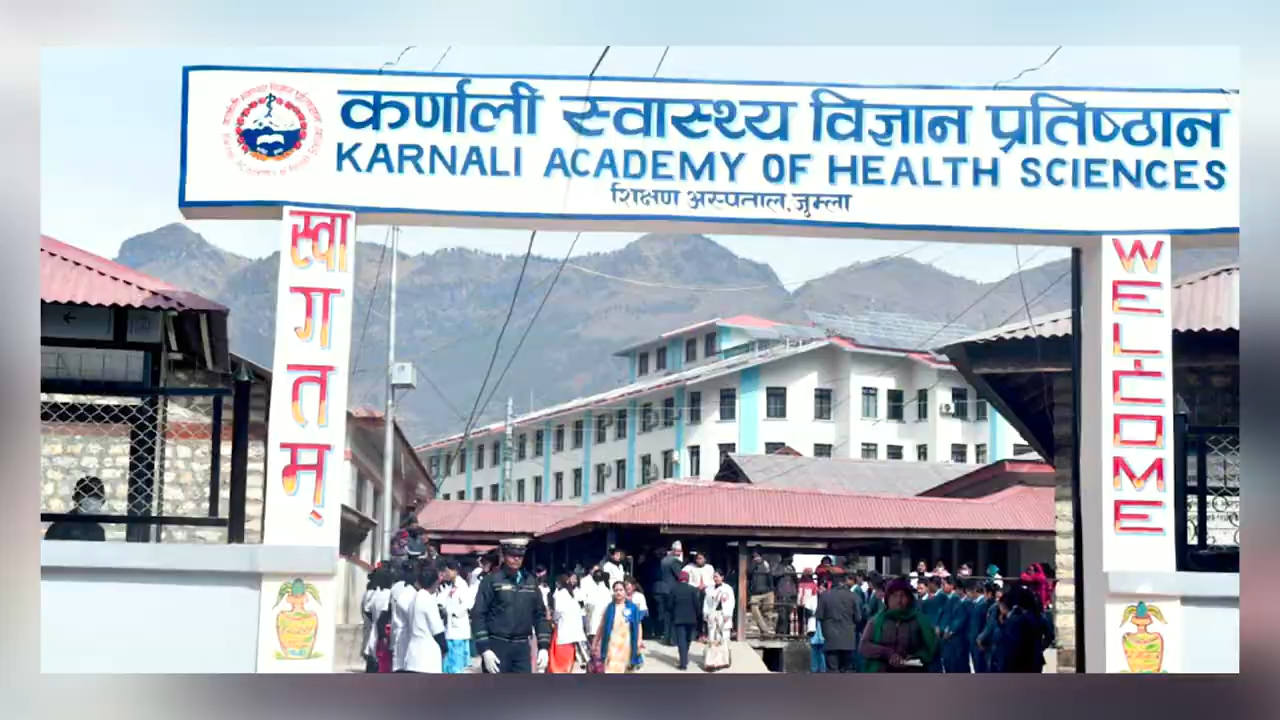 कर्णाली स्वास्थ्य विज्ञान प्रतिष्ठान
KARNALI ACADEMY OF HEALTH SCIENCES
शिक्षण अस्पताल, जुम्ला
स्वागतम्
WELCOME